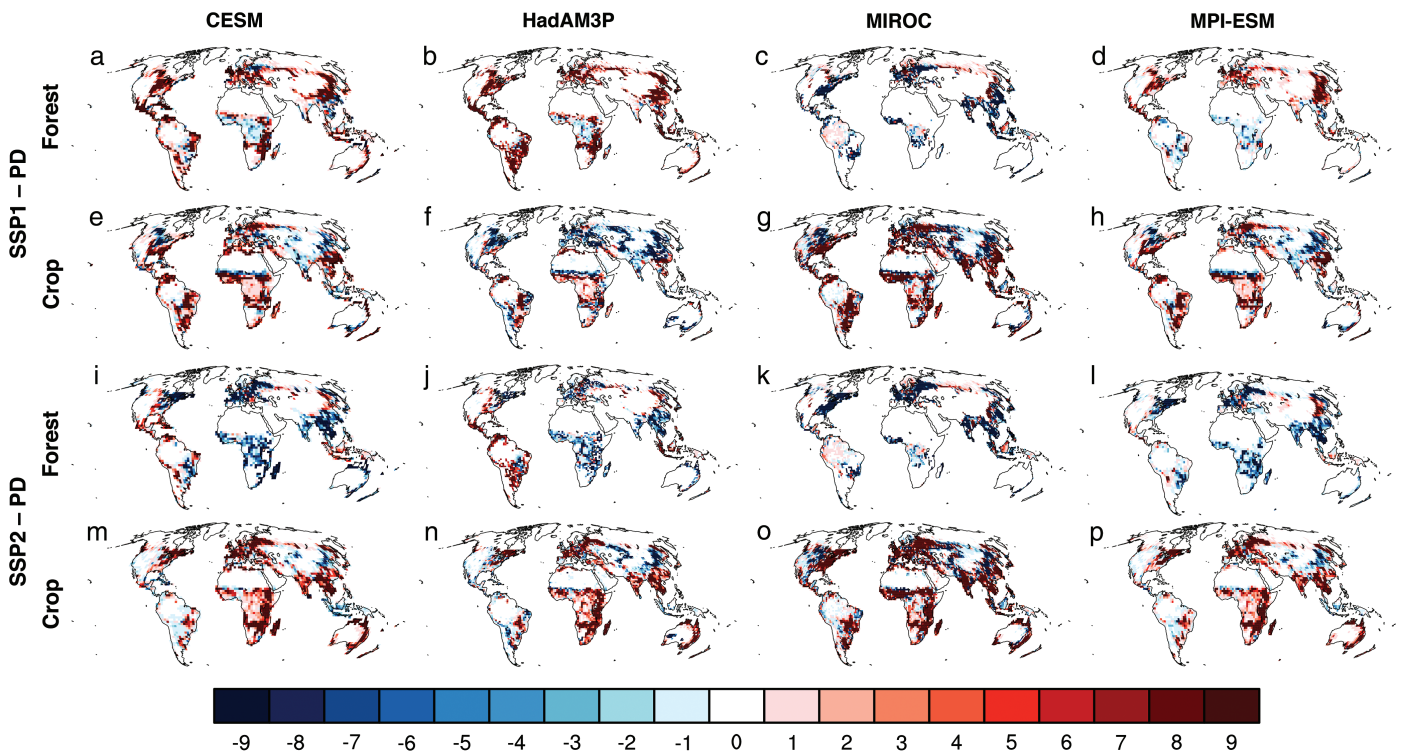 CESM HadAM3P MIROC MPI-ESM
SSP1 – PD
Forest
a b c d
Crop
e f g h
SSP2 – PD
Forest
i j k l
Crop
m n o p
-9 -8 -7 -6 -5 -4 -3 -2 -1 0 1 2 3 4 5 6 7 8 9